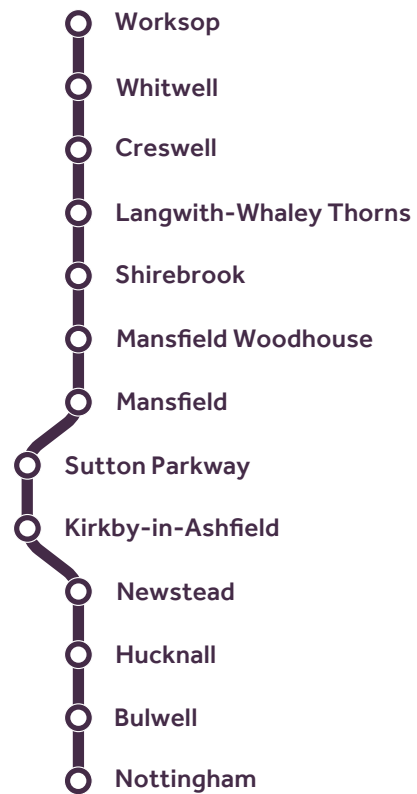 Worksop
Whitwell
Creswell
Langwith-Whaley Thorns
Shirebrook
Mansfield Woodhouse
Mansfield
Sutton Parkway
Kirkby-in-Ashfield
Newstead
Hucknall
Bulwell
Nottingham